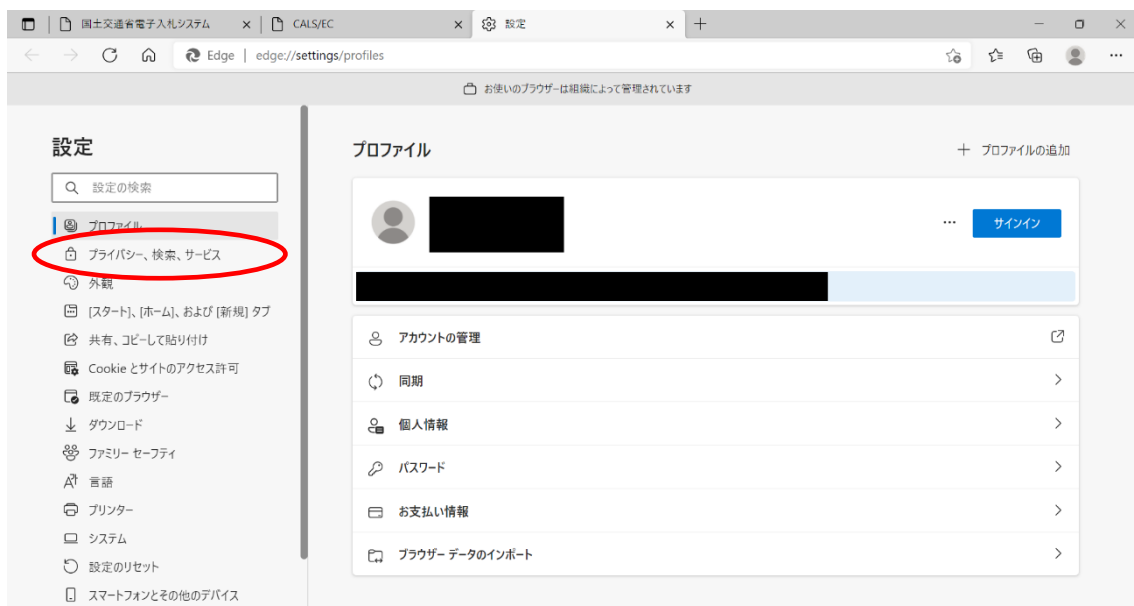 国土交通省電子入札システム
CALS/EC
設定
Edge | edge://settings/profiles
お使いのブラウザーは組織によって管理されています
設定
設定の検索
プロファイル
プライバシー、検索、サービス
外観
[スタート]、[ホーム]、および [新規] タブ
共有、コピーして貼り付け
Cookie とサイトのアクセス許可
既定のブラウザー
ダウンロード
ファミリー セーフティ
言語
プリンター
システム
設定のリセット
スマートフォンとその他のデバイス
プロファイル
プロファイルの追加
サインイン
アカウントの管理
同期
個人情報
パスワード
お支払い情報
ブラウザー データのインポート